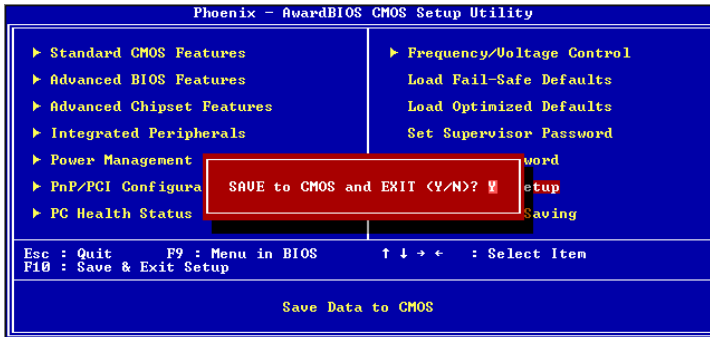 Phoenix - AwardBIOS CMOS Setup Utility
► Standard CMOS Features
► Advanced BIOS Features
► Advanced Chipset Features
► Integrated Peripherals
► Power Management
► PnP/PCI Configura
► PC Health Status
► Frequency/Voltage Control
Load Fail-Safe Defaults
Load Optimized Defaults
Set Supervisor Password
word
etup
Saving
SAVE to CMOS and EXIT (Y/N)? Y
Esc : Quit F9 : Menu in BIOS ↑ ↓ → ← : Select Item
F10 : Save & Exit Setup
Save Data to CMOS